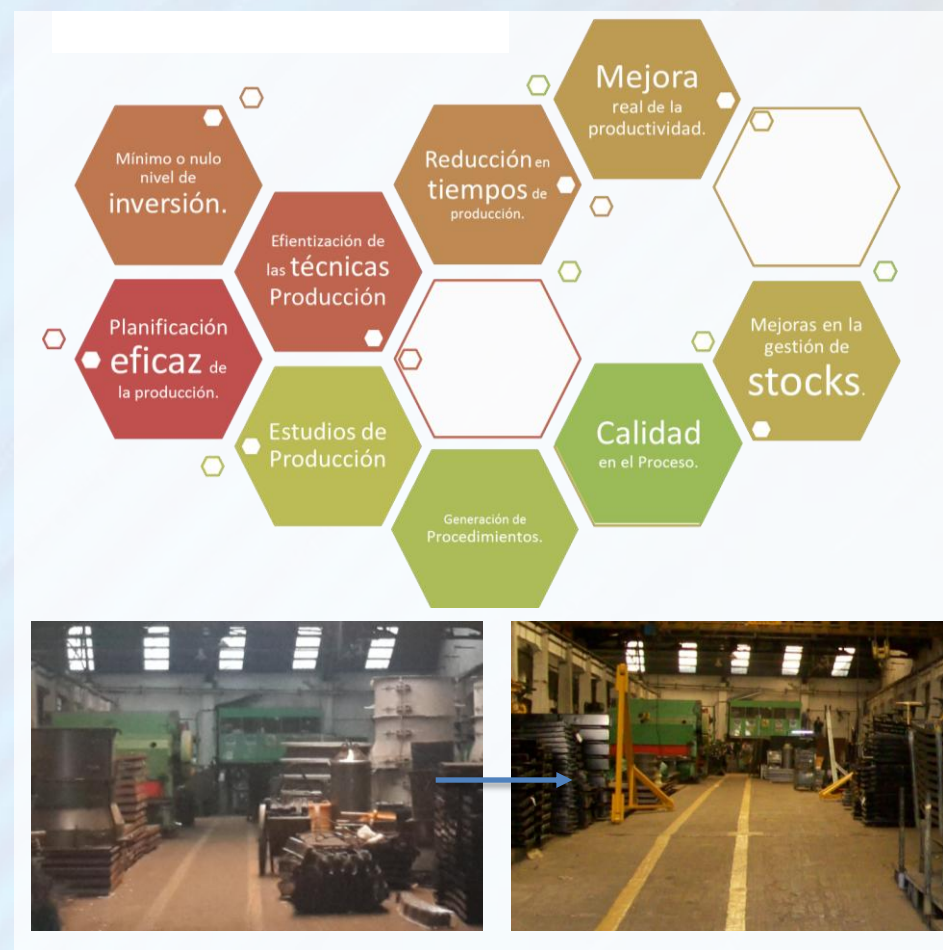 Mejora
real de la
productividad.
Mínimo o nulo
nivel de
inversión.
Reducción en
tiempos de
producción.
Efientización de
las técnicas
Producción
Planificación
eficaz de
la producción.
Mejoras en la
gestión de
stocks.
Estudios de
Producción
Calidad
en el Proceso.
Generación de
Procedimientos.